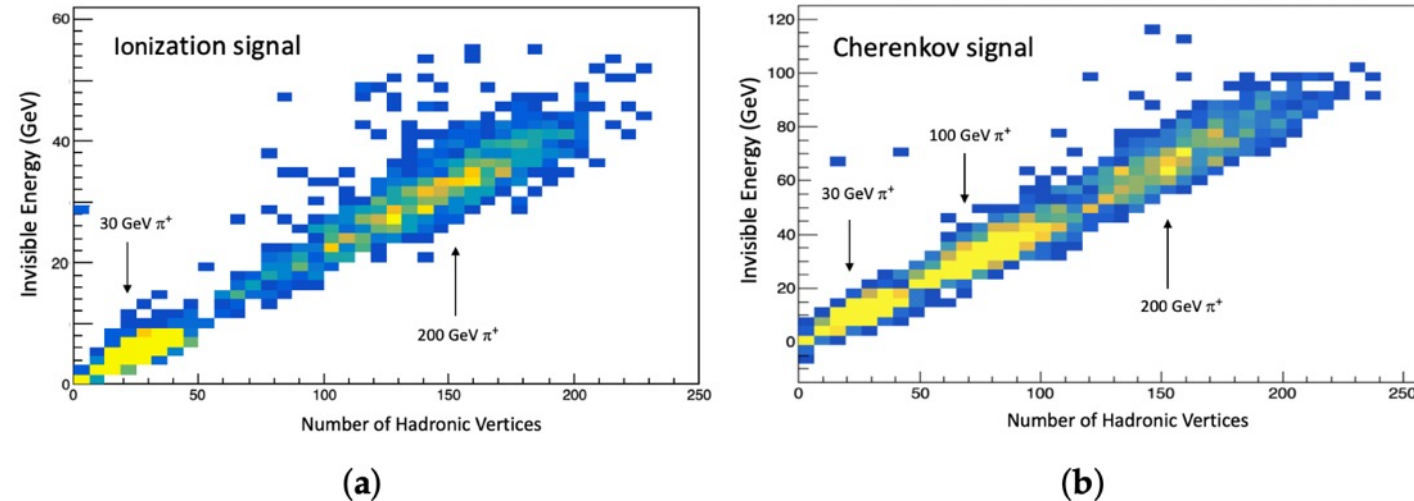 Ionization signal
Invisible Energy (GeV)
60
40
20
0
30 GeV π⁺
200 GeV π⁺
0 50 100 150 200 250
Number of Hadronic Vertices
(a)
Cherenkov signal
Invisible Energy (GeV)
120
100
80
60
40
20
0
100 GeV π⁺
30 GeV π⁺
200 GeV π⁺
0 50 100 150 200 250
Number of Hadronic Vertices
(b)